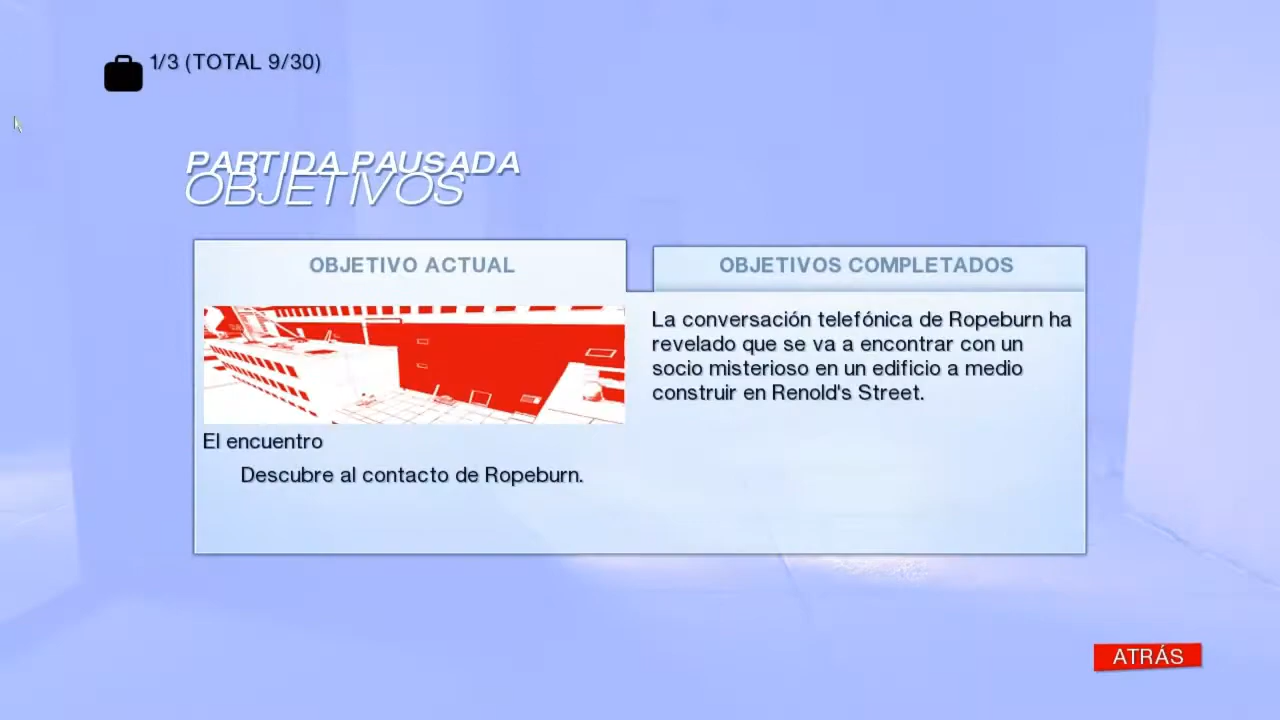 1/3 (TOTAL 9/30)
PARTIDA PAUSADA
OBJETIVOS
OBJETIVO ACTUAL
OBJETIVOS COMPLETADOS
La conversación telefónica de Ropeburn ha
revelado que se va a encontrar con un
socio misterioso en un edificio a medio
construir en Renold's Street.
El encuentro
Descubre al contacto de Ropeburn.
ATRÁS